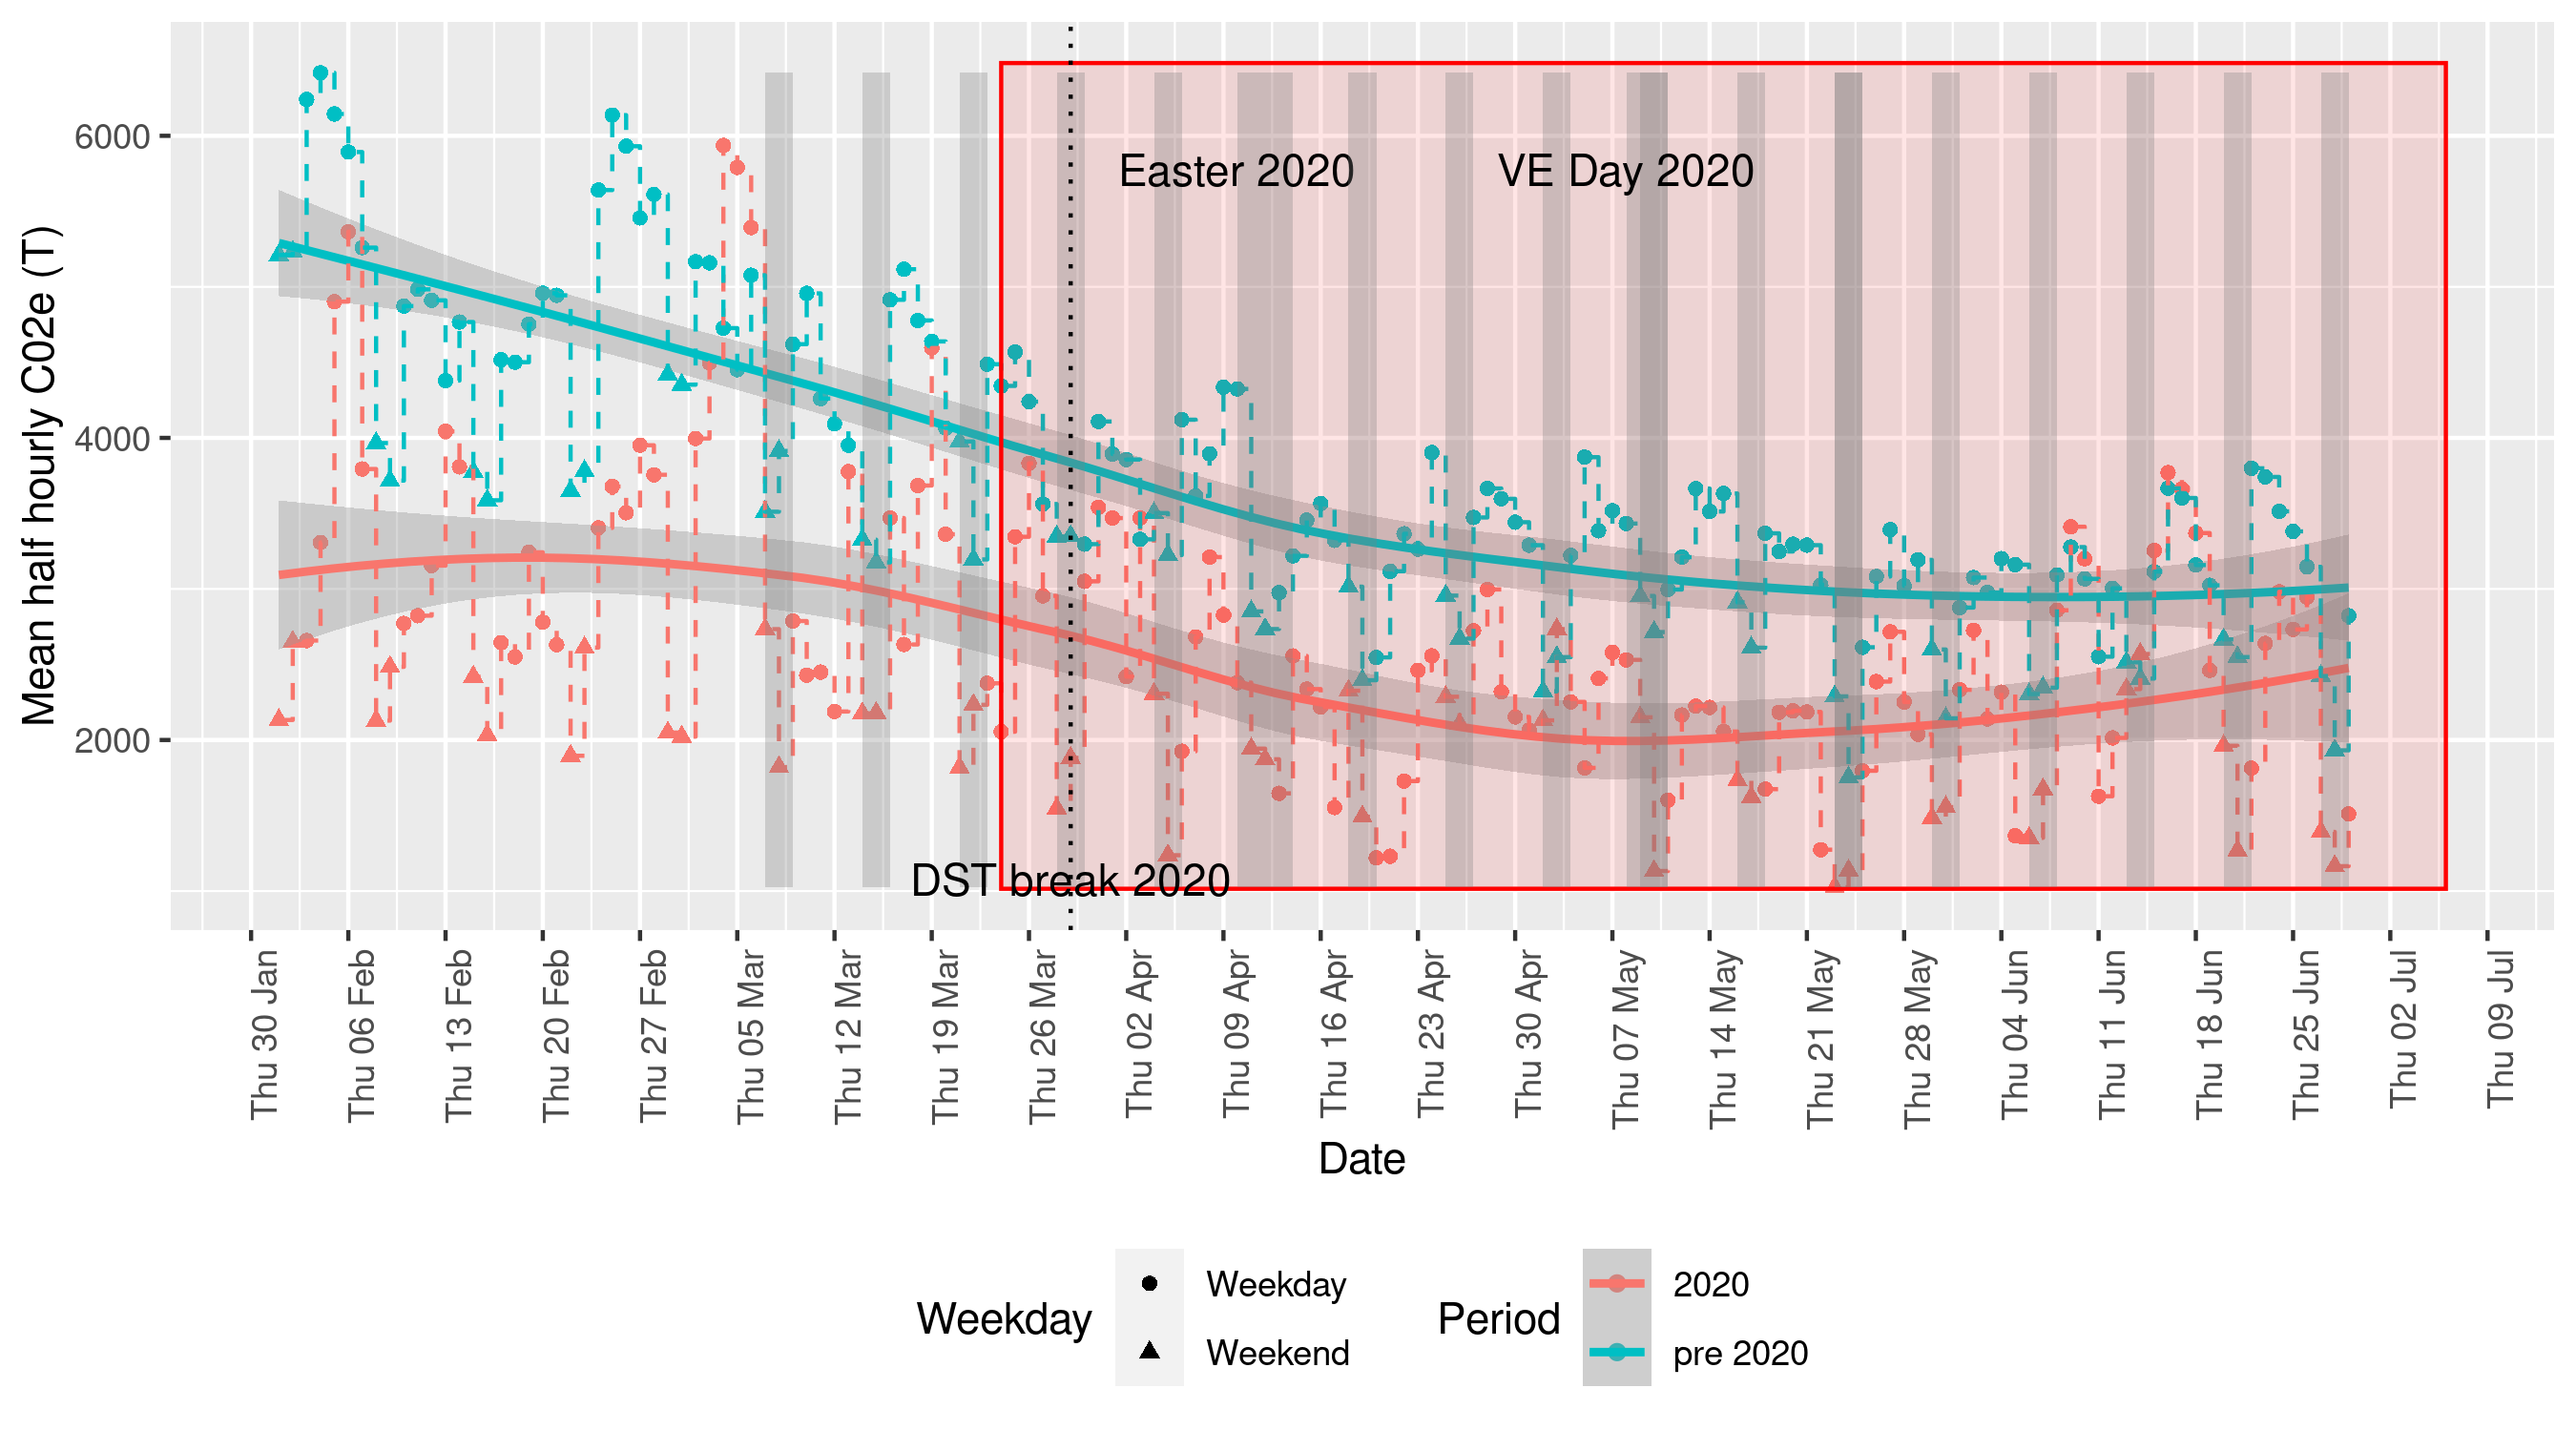 Mean half hourly C02e (T)
6000
4000
2000
Easter 2020
VE Day 2020
DST break 2020
Thu 30 Jan
Thu 06 Feb
Thu 13 Feb
Thu 20 Feb
Thu 27 Feb
Thu 05 Mar
Thu 12 Mar
Thu 19 Mar
Thu 26 Mar
Thu 02 Apr
Thu 09 Apr
Thu 16 Apr
Thu 23 Apr
Thu 30 Apr
Thu 07 May
Thu 14 May
Thu 21 May
Thu 28 May
Thu 04 Jun
Thu 11 Jun
Thu 18 Jun
Thu 25 Jun
Thu 02 Jul
Thu 09 Jul
Date
Weekday
Weekday
Weekend
Period
2020
pre 2020